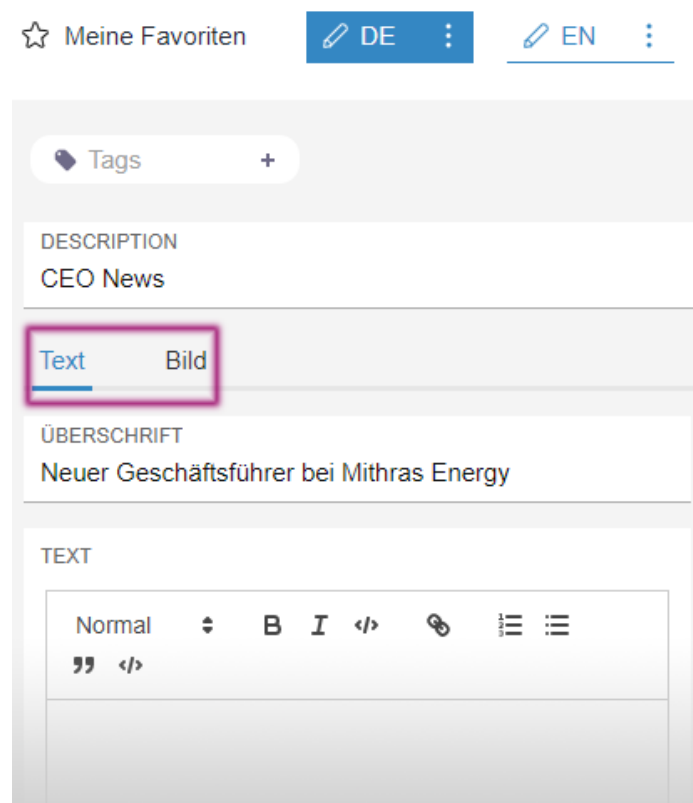 Meine Favoriten DE EN
Tags +
DESCRIPTION
CEO News
Text Bild
ÜBERSCHRIFT
Neuer Geschäftsführer bei Mithras Energy
TEXT
Normal B I </>
</>